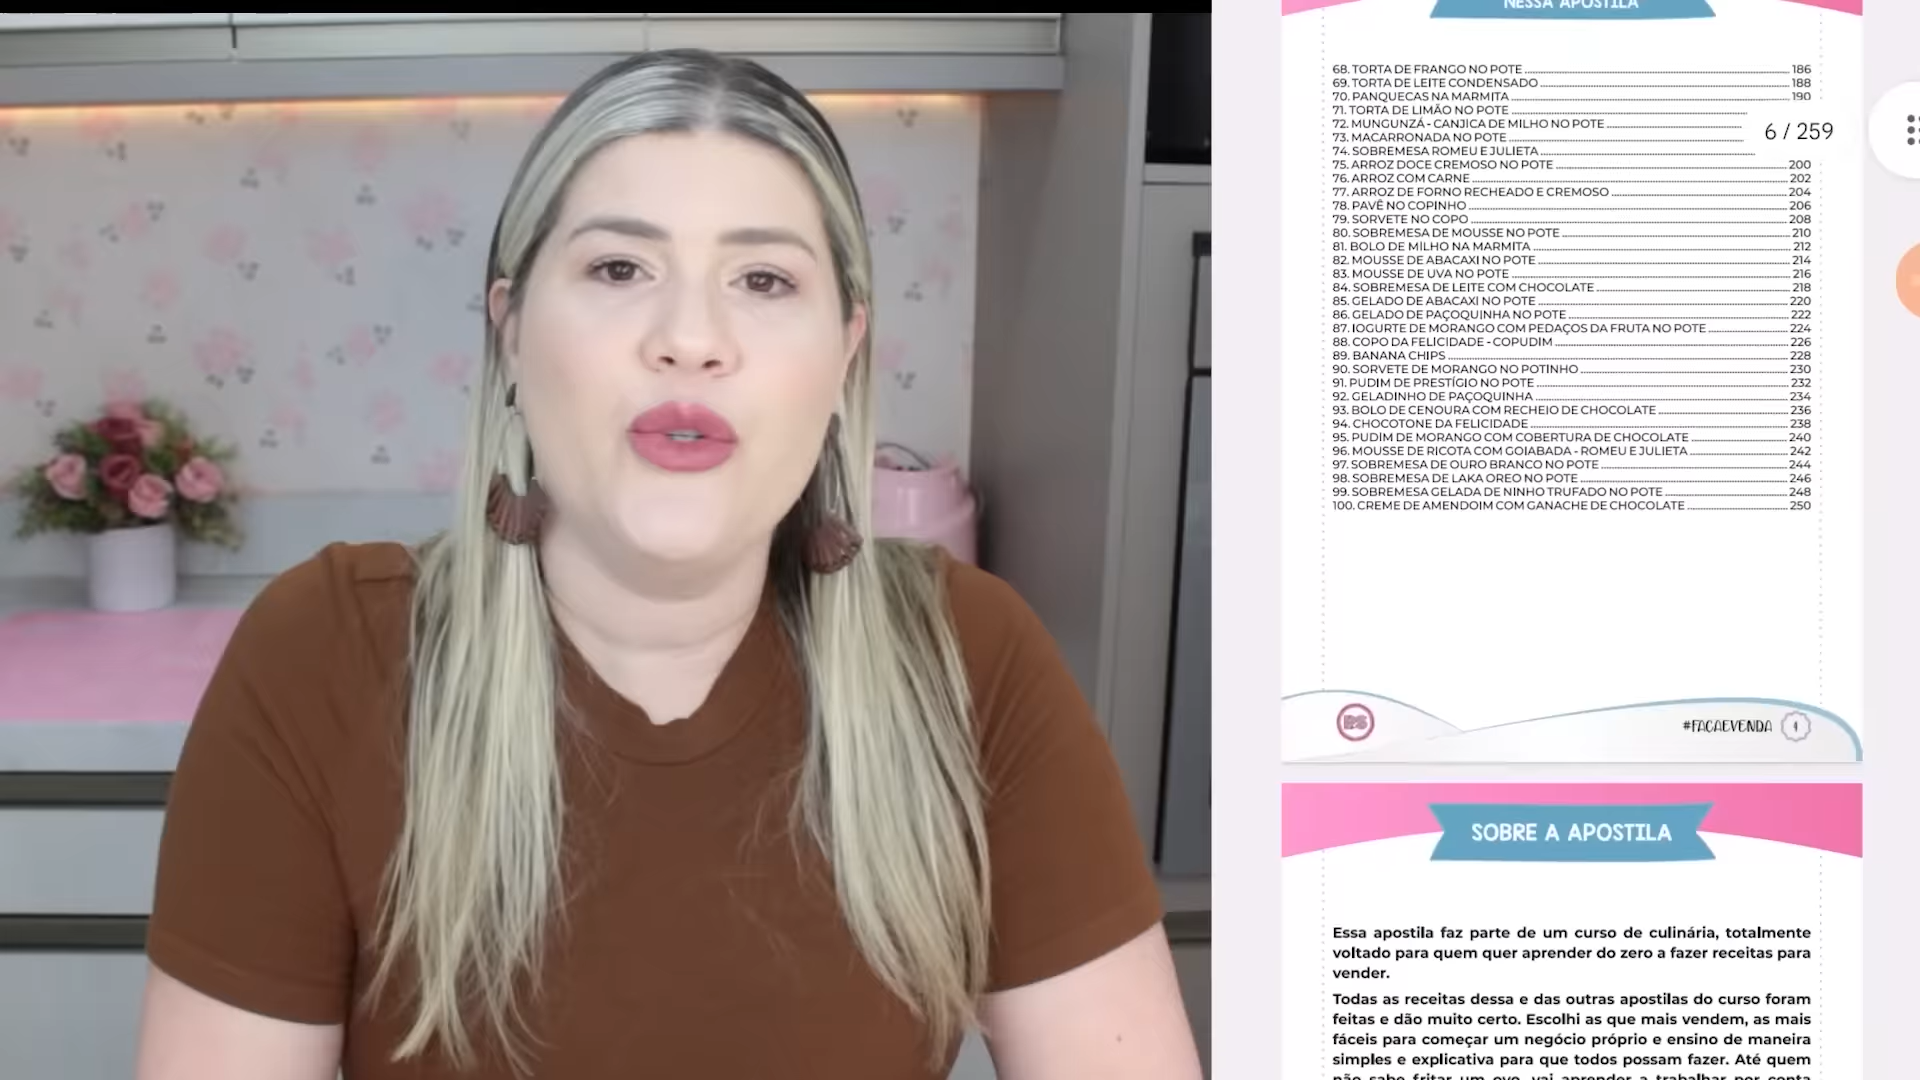 NESSA APOSTILA
68. TORTA DE FRANGO NO POTE 186
69. TORTA DE LEITE CONDENSADO 188
70. PANQUECAS NA MARMITA 190
71. TORTA DE LIMÃO NO POTE
72. MUNGUNZÁ - CANJICA DE MILHO NO POTE
73. MACARRONADA NO POTE
74. SOBREMESA ROMEU E JULIETA
6 / 259
75. ARROZ DOCE CREMOSO NO POTE 200
76. ARROZ COM CARNE 202
77. ARROZ DE FORNO RECHEADO E CREMOSO 204
78. PAVÊ NO COPINHO 206
79. SORVETE NO COPO 208
80. SOBREMESA DE MOUSSE NO POTE 210
81. BOLO DE MILHO NA MARMITA 212
82. MOUSSE DE ABACAXI NO POTE 214
83. MOUSSE DE UVA NO POTE 216
84. SOBREMESA DE LEITE COM CHOCOLATE 218
85. GELADO DE ABACAXI NO POTE 220
86. GELADO DE PAÇOQUINHA NO POTE 222
87. IOGURTE DE MORANGO COM PEDAÇOS DA FRUTA NO POTE 224
88. COPO DA FELICIDADE - COPUDIM 226
89. BANANA CHIPS 228
90. SORVETE DE MORANGO NO POTINHO 230
91. PUDIM DE PRESTÍGIO NO POTE 232
92. GELADINHO DE PAÇOQUINHA 234
93. BOLO DE CENOURA COM RECHEIO DE CHOCOLATE 236
94. CHOCOTONE DA FELICIDADE 238
95. PUDIM DE MORANGO COM COBERTURA DE CHOCOLATE 240
96. MOUSSE DE RICOTA COM GOIABADA - ROMEU E JULIETA 242
97. SOBREMESA DE OURO BRANCO NO POTE 244
98. SOBREMESA DE LAKA OREO NO POTE 246
99. SOBREMESA GELADA DE NINHO TRUFADO NO POTE 248
100. CREME DE AMENDOIM COM GANACHE DE CHOCOLATE 250
#FACAEVENDA
SOBRE A APOSTILA
Essa apostila faz parte de um curso de culinária, totalmente
voltado para quem quer aprender do zero a fazer receitas para
vender.
Todas as receitas dessa e das outras apostilas do curso foram
feitas e dão muito certo. Escolhi as que mais vendem, as mais
fáceis para começar um negócio próprio e ensino de maneira
simples e explicativa para que todos possam fazer. Até quem
não sabe fritar um ovo, vai aprender a trabalhar por conta